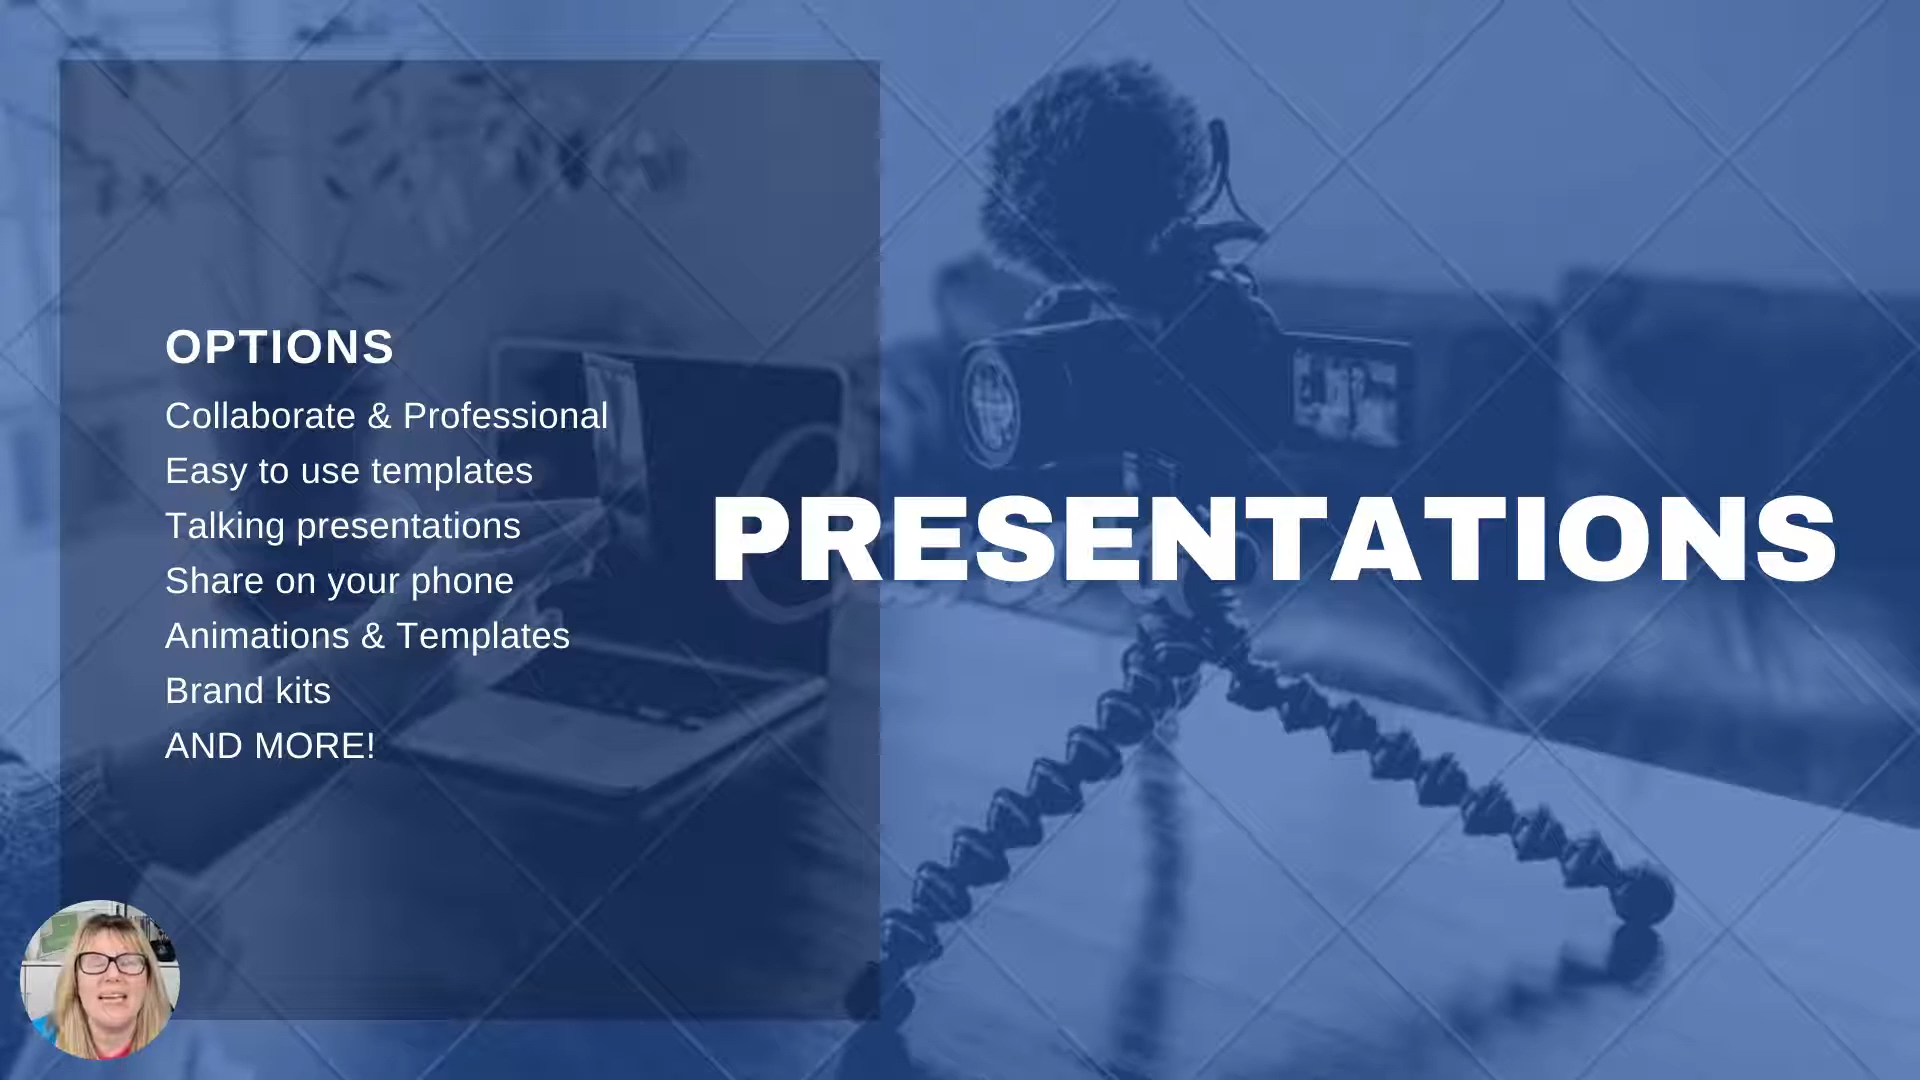 OPTIONS
Collaborate & Professional
Easy to use templates
Talking presentations
Share on your phone
Animations & Templates
Brand kits
AND MORE!
PRESENTATIONS